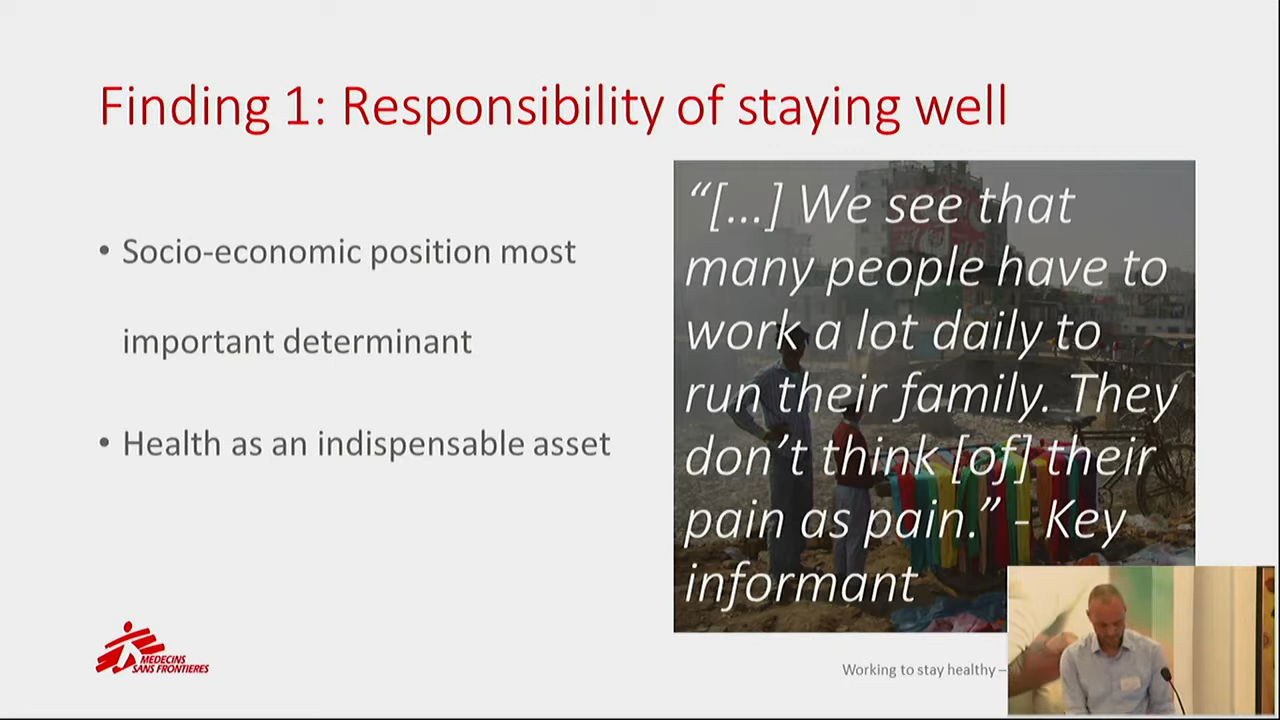 Finding 1: Responsibility of staying well
• Socio-economic position most
important determinant
• Health as an indispensable asset
“[...] We see that
many people have to
work a lot daily to
run their family. They
don’t think [of] their
pain as pain.” - Key
informant
MEDECINS
SANS FRONTIERES
Working to stay healthy –